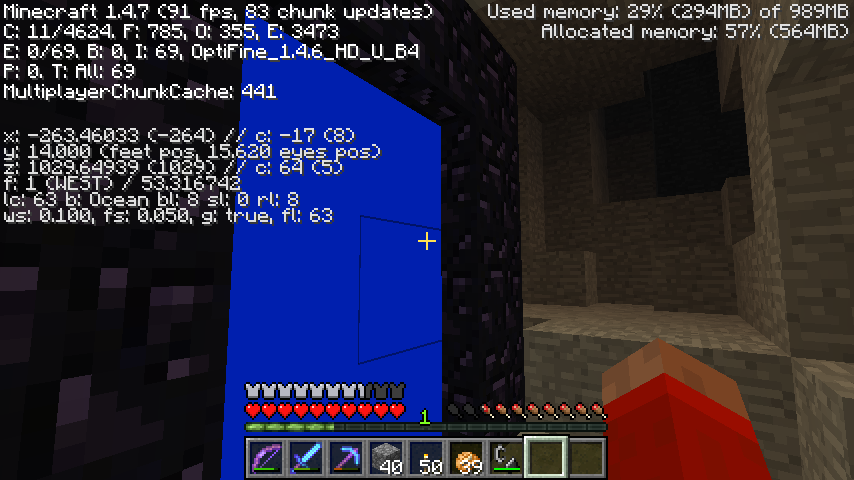 Minecraft 1.4.7 (91 fps, 83 chunk updates)
C: 11/4624. F: 785, O: 355, E: 3473
E: 0/69. B: 0, I: 69, OptiFine_1.4.6_HD_U_B4
P: 0. T: All: 69
MultiplayerChunkCache: 441
Used memory: 29% (294MB) of 989MB
Allocated memory: 57% (564MB)
x: -263.46033 (-264) // c: -17 (8)
y: 14.000 (feet pos, 15.620 eyes pos)
z: 1029.64939 (1029) // c: 64 (5)
f: 1 (WEST) / 53.316742
lc: 63 b: Ocean bl: 8 sl: 0 rl: 8
ws: 0.100, fs: 0.050, g: true, fl: 63
1
40
50
39